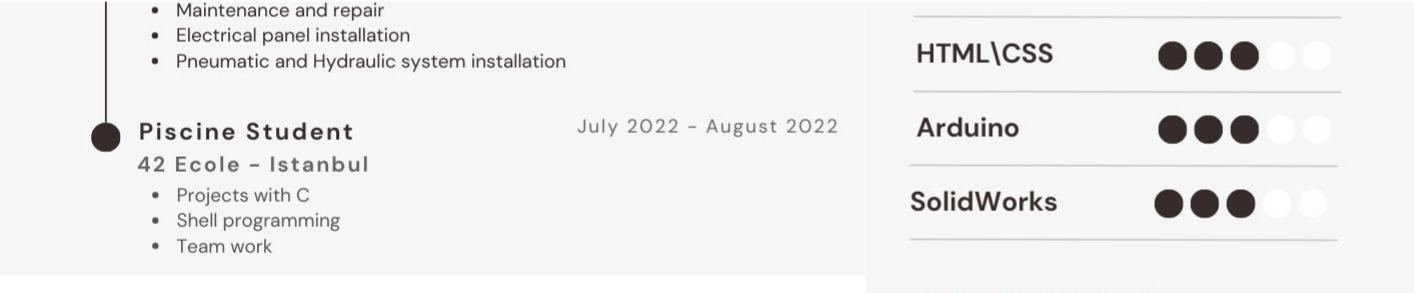 Maintenance and repair
Electrical panel installation
Pneumatic and Hydraulic system installation
Piscine Student
July 2022 - August 2022
42 Ecole - Istanbul
Projects with C
Shell programming
Team work
HTML\CSS
Arduino
SolidWorks